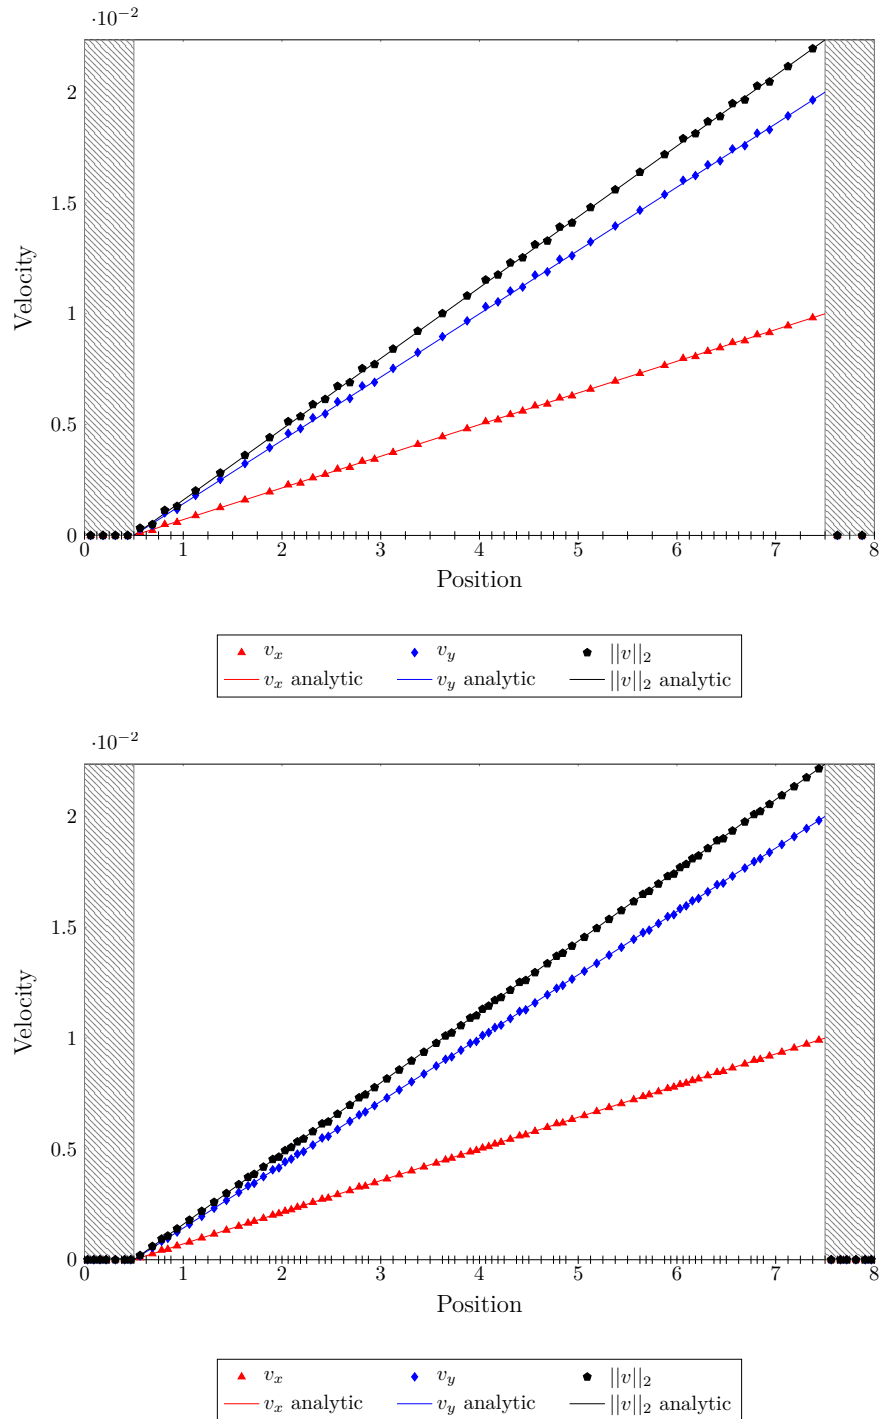 ·10⁻²
2
1.5
1
0.5
0
Velocity
0 1 2 3 4 5 6 7 8
Position
v_x v_y ||v||_2
v_x analytic v_y analytic ||v||_2 analytic
·10⁻²
2
1.5
1
0.5
0
Velocity
0 1 2 3 4 5 6 7 8
Position
v_x v_y ||v||_2
v_x analytic v_y analytic ||v||_2 analytic